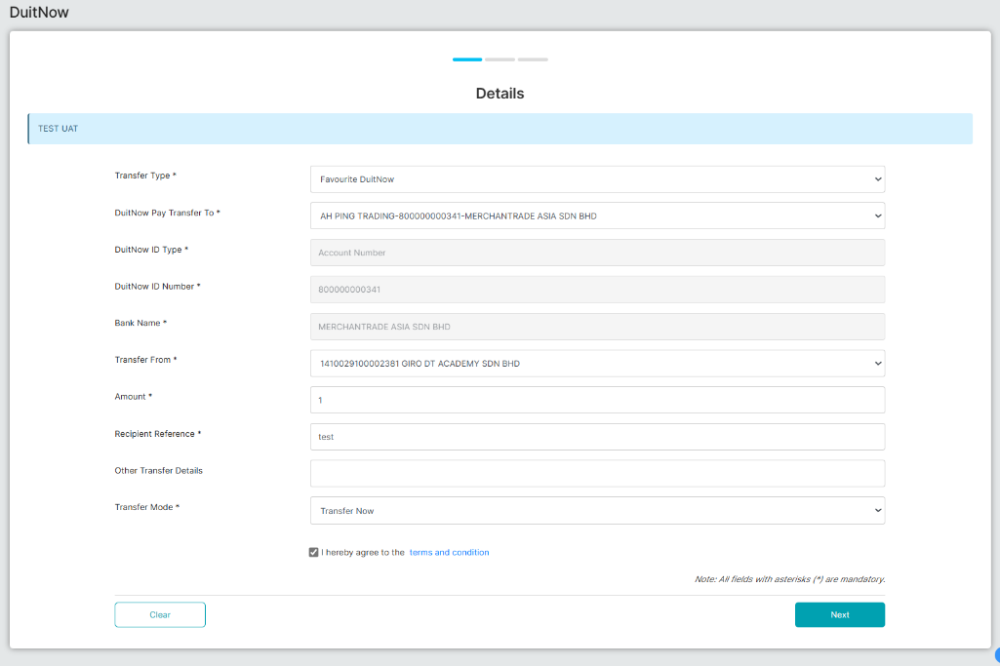 DuitNow
Details
TEST UAT
Transfer Type *
Favourite DuitNow
DuitNow Pay Transfer To *
AH PING TRADING-800000000341-MERCHANTRADE ASIA SDN BHD
DuitNow ID Type *
Account Number
DuitNow ID Number *
800000000341
Bank Name *
MERCHANTRADE ASIA SDN BHD
Transfer From *
1410029100002381 GIRO DT ACADEMY SDN BHD
Amount *
1
Recipient Reference *
test
Other Transfer Details
Transfer Mode *
Transfer Now
I hereby agree to the terms and condition
Note: All fields with asterisks (*) are mandatory.
Clear
Next